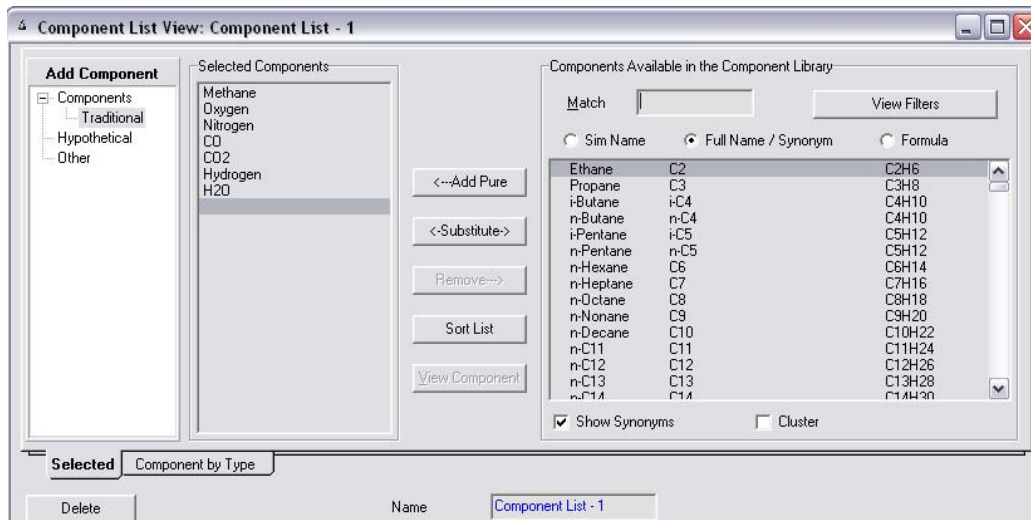 Component List View: Component List - 1
Add Component
Components
Traditional
Hypothetical
Other
Selected Components
Methane
Oxygen
Nitrogen
CO
CO2
Hydrogen
H2O
<---Add Pure
<-Substitute->
Remove--->
Sort List
View Component
Components Available in the Component Library
Match
View Filters
Sim Name Full Name / Synonym Formula
Ethane C2 C2H6
Propane C3 C3H8
i-Butane i-C4 C4H10
n-Butane n-C4 C4H10
i-Pentane i-C5 C5H12
n-Pentane n-C5 C5H12
n-Hexane C6 C6H14
n-Heptane C7 C7H16
n-Octane C8 C8H18
n-Nonane C9 C9H20
n-Decane C10 C10H22
n-C11 C11 C11H24
n-C12 C12 C12H26
n-C13 C13 C13H28
n-C14 C14 C14H30
Show Synonyms Cluster
Selected Component by Type
Delete Name Component List - 1